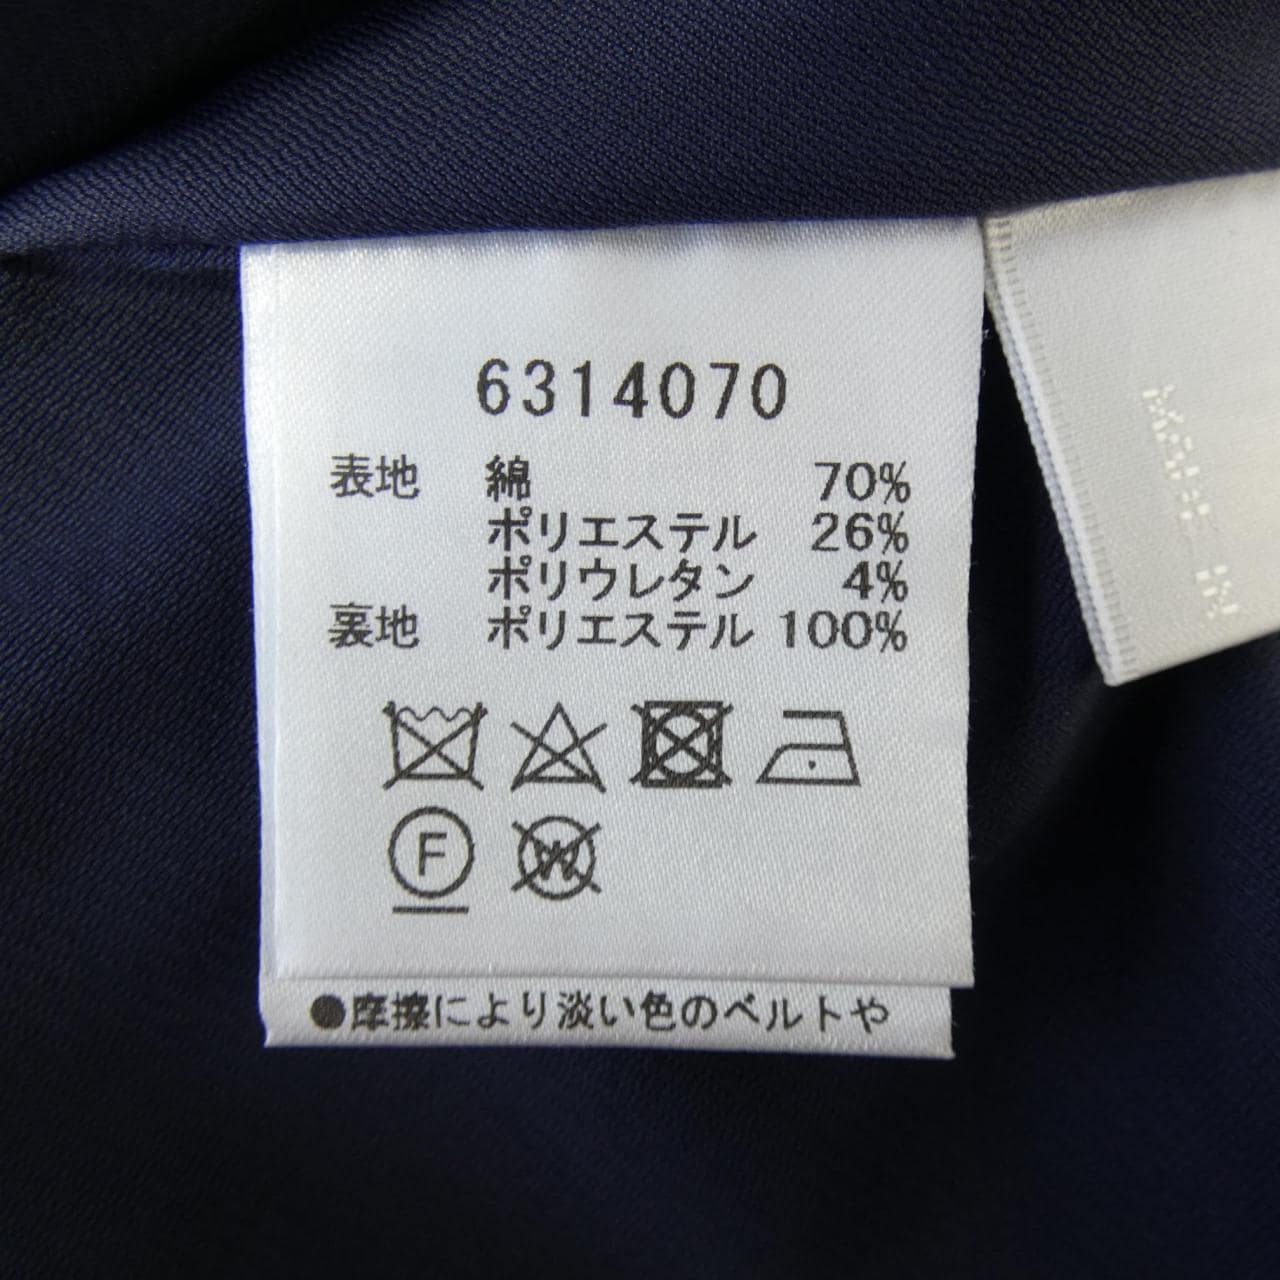 6314070
表地 綿 70%
ポリエステル 26%
ポリウレタン 4%
裏地 ポリエステル 100%
F
W
●摩擦により淡い色のベルトや
MADE IN